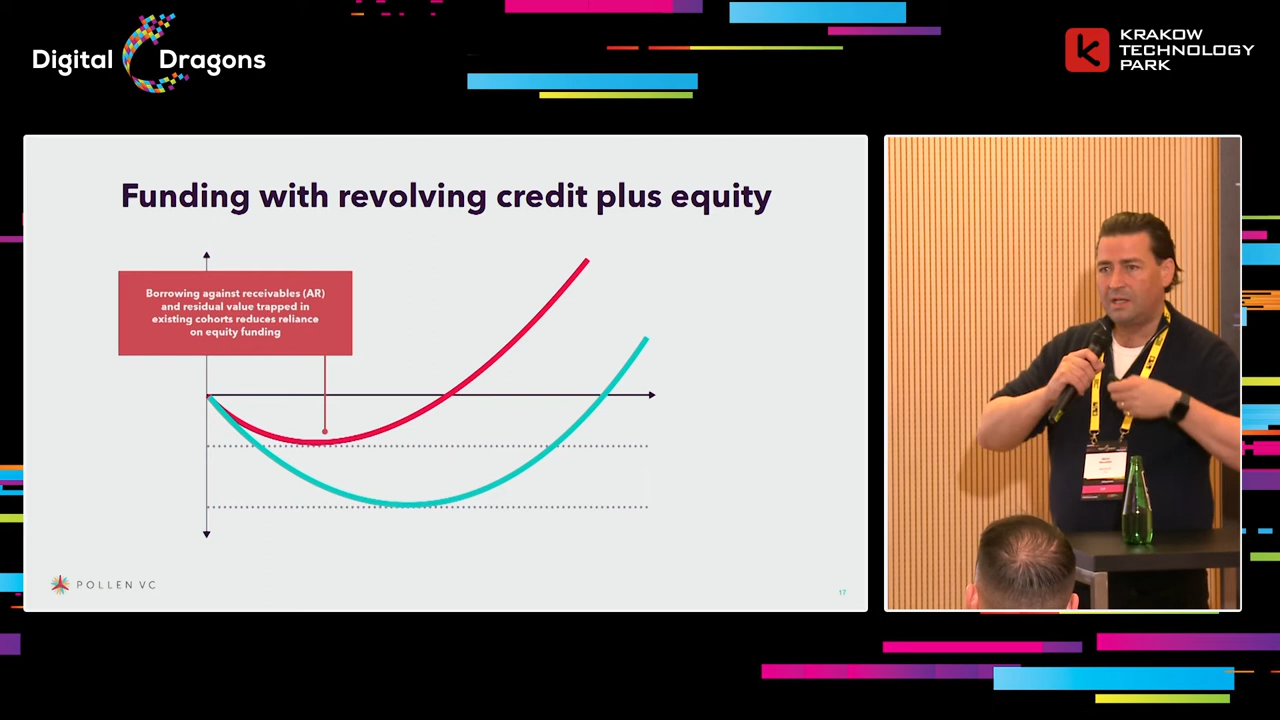 Digital Dragons
KRAKOW
TECHNOLOGY
PARK
Funding with revolving credit plus equity
Borrowing against receivables (AR)
and residual value trapped in
existing cohorts reduces reliance
on equity funding
POLLEN VC
17